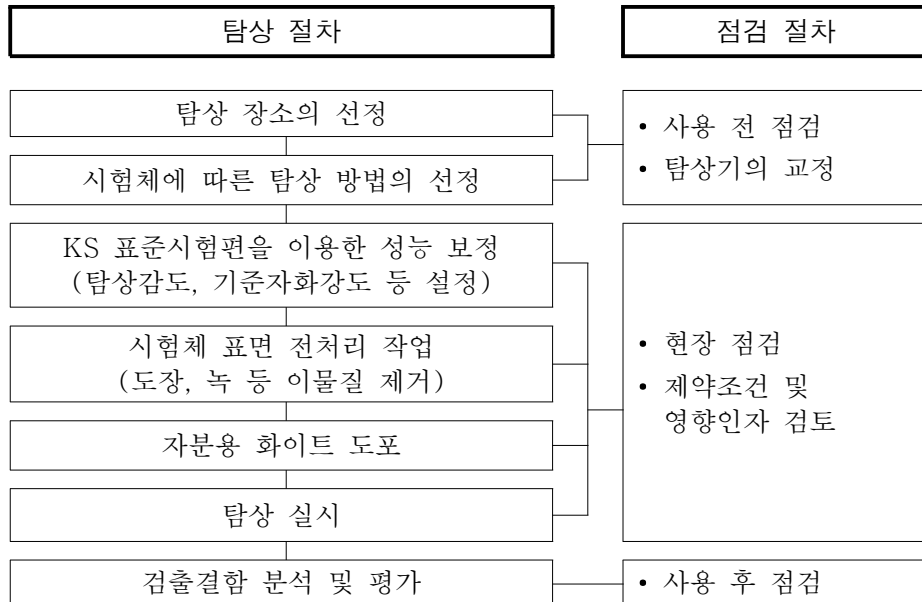 탐상 절차
점검 절차
탐상 장소의 선정
시험체에 따른 탐상 방법의 선정
• 사용 전 점검
• 탐상기의 교정
KS 표준시험편을 이용한 성능 보정
(탐상감도, 기준자화강도 등 설정)
시험체 표면 전처리 작업
(도장, 녹 등 이물질 제거)
자분용 화이트 도포
탐상 실시
• 현장 점검
• 제약조건 및
영향인자 검토
검출결함 분석 및 평가
• 사용 후 점검